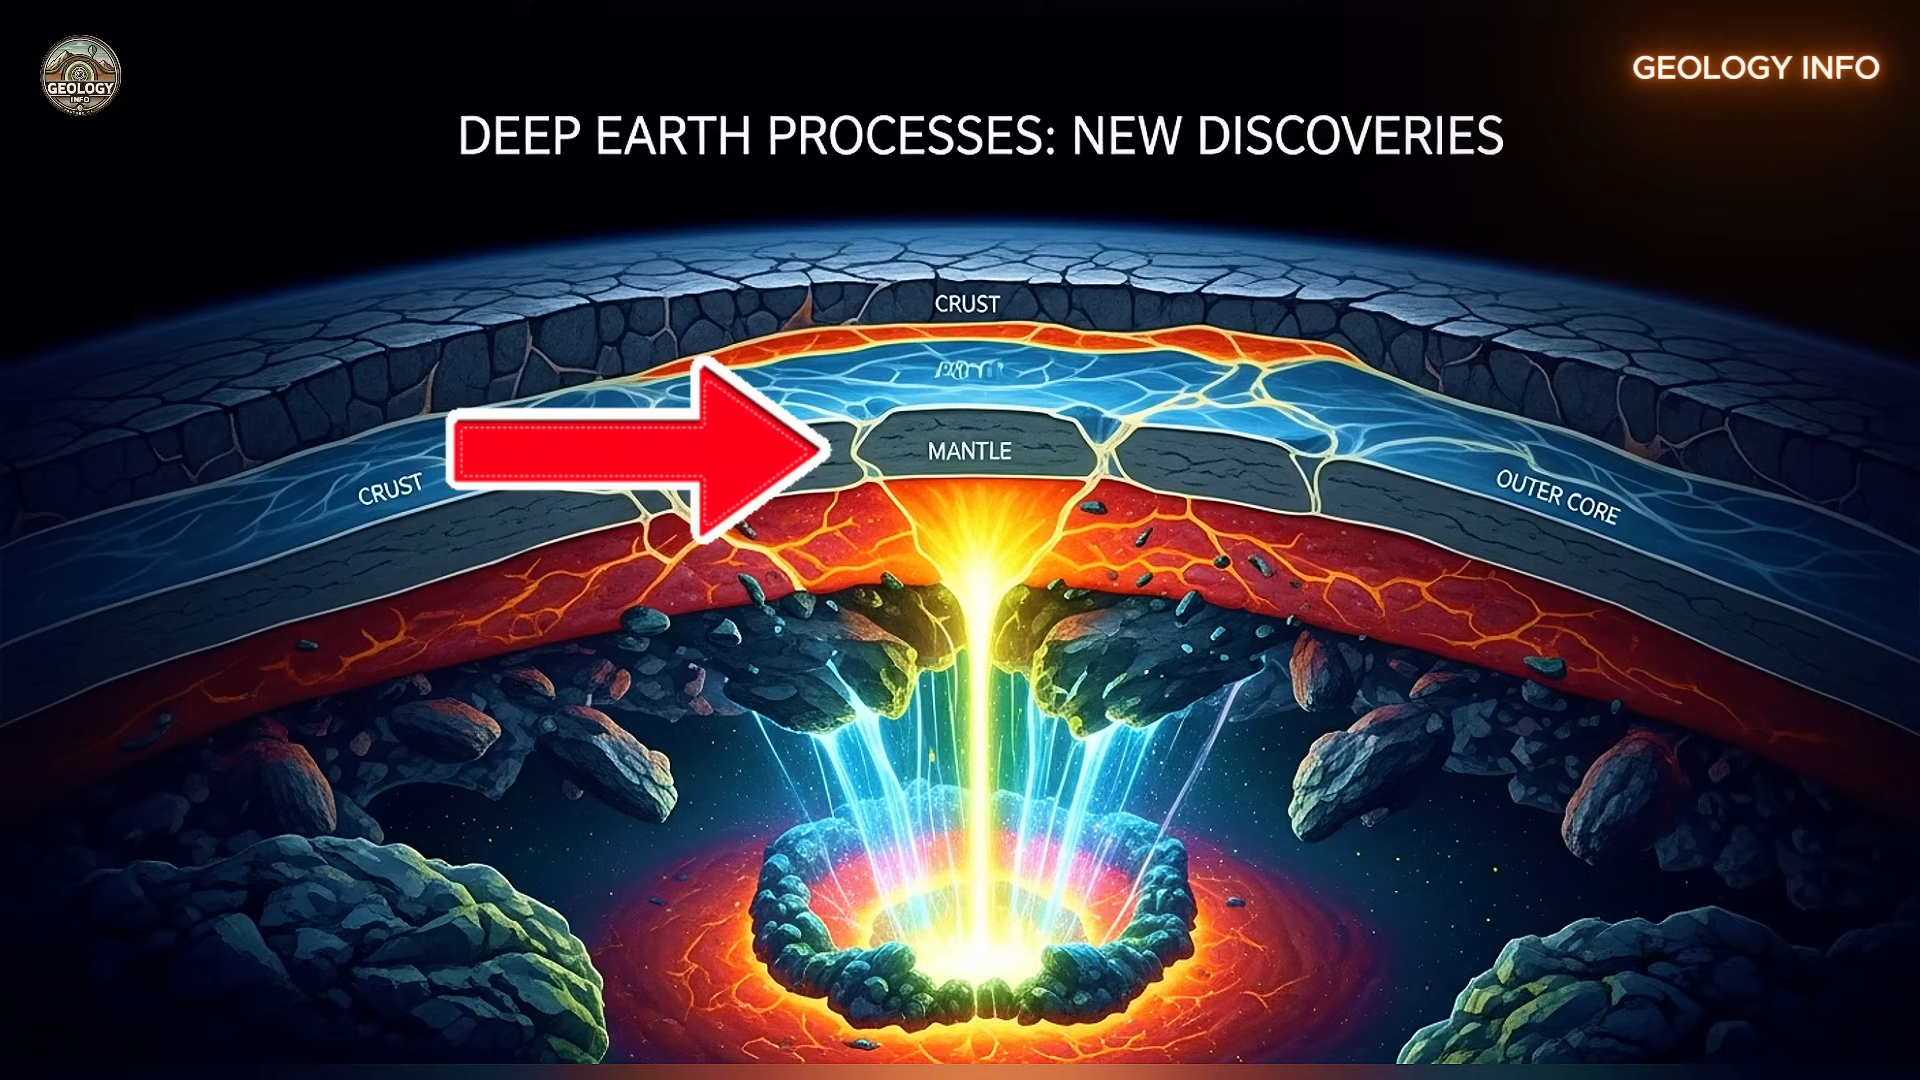 GEOLOGY
INFO
GEOLOGY INFO
DEEP EARTH PROCESSES: NEW DISCOVERIES
CRUST
MANTLE
CRUST
OUTER CORE